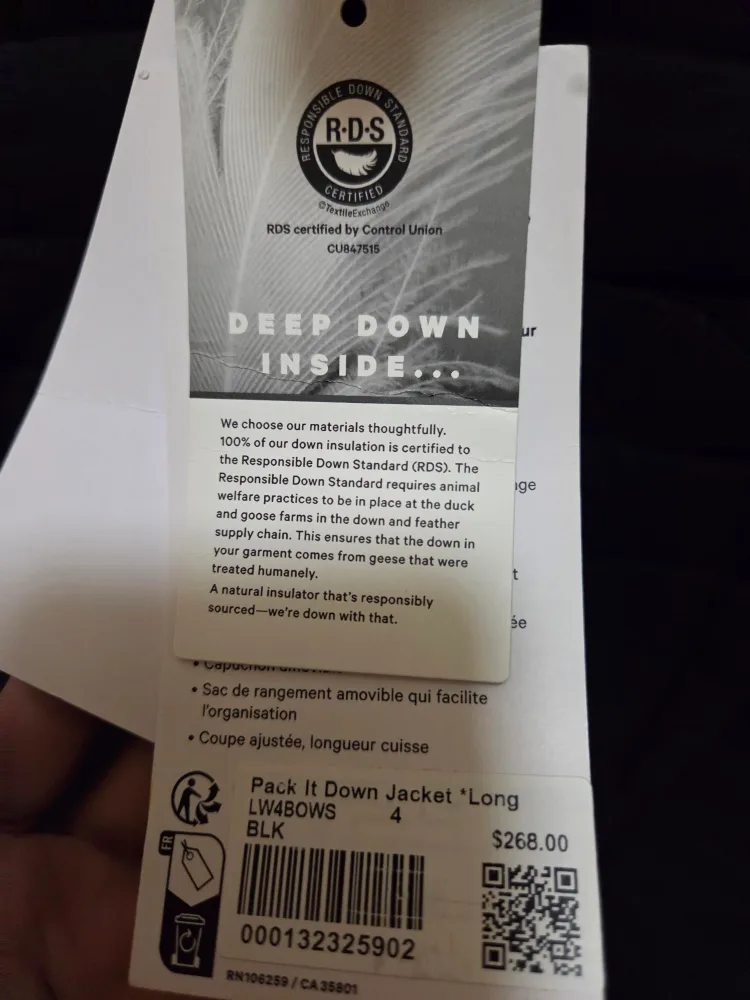 RESPONSIBLE DOWN STANDARD
R·D·S
CERTIFIED
©TextileExchange
RDS certified by Control Union
CU847515
DEEP DOWN
INSIDE...
We choose our materials thoughtfully.
100% of our down insulation is certified to
the Responsible Down Standard (RDS). The
Responsible Down Standard requires animal
welfare practices to be in place at the duck
and goose farms in the down and feather
supply chain. This ensures that the down in
your garment comes from geese that were
treated humanely.
A natural insulator that's responsibly
sourced—we're down with that.
• Sac de rangement amovible qui facilite
l'organisation
• Coupe ajustée, longueur cuisse
Pack It Down Jacket *Long
LW4BOWS 4
BLK
$268.00
FR
000132325902
RN106259 / CA35801